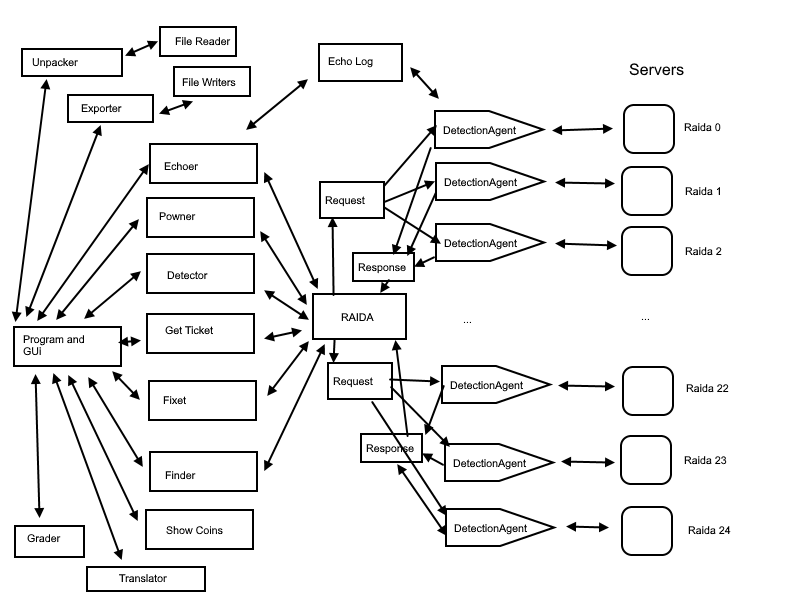 File Reader
Unpacker
Echo Log
Servers
File Writers
Exporter
DetectionAgent
Raida 0
Echoer
DetectionAgent
Raida 1
Request
Powner
DetectionAgent
Raida 2
Response
Detector
RAIDA
...
...
Get Ticket
Program and
GUi
Request
DetectionAgent
Raida 22
Fixet
Response
DetectionAgent
Raida 23
Finder
Show Coins
DetectionAgent
Raida 24
Grader
Translator